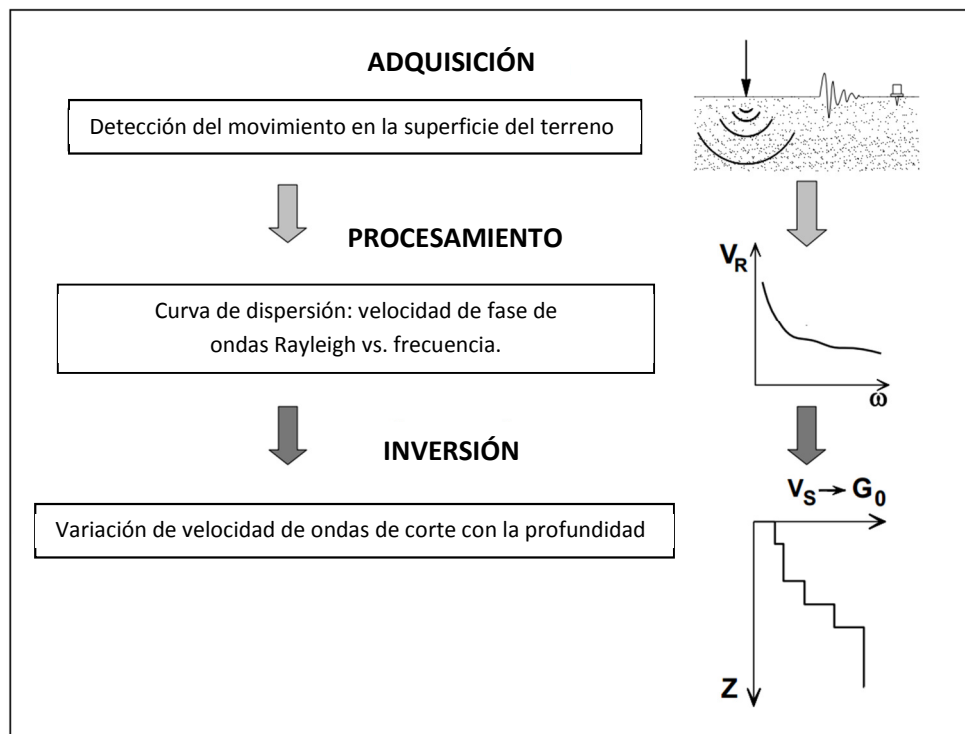 ADQUISICIÓN
Detección del movimiento en la superficie del terreno
PROCESAMIENTO
V_R
Curva de dispersión: velocidad de fase de
ondas Rayleigh vs. frecuencia.
ω
INVERSIÓN
V_S → G_0
Variación de velocidad de ondas de corte con la profundidad
Z